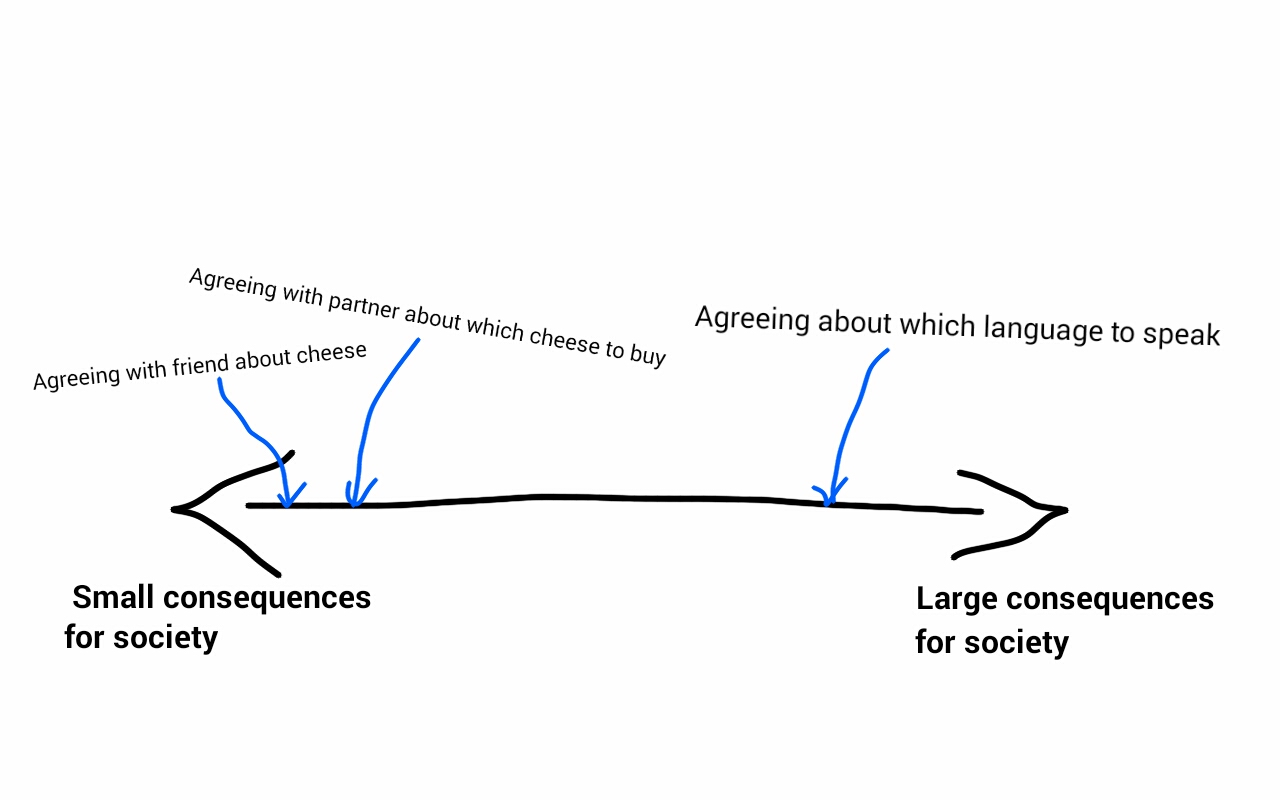 Agreeing with partner about which cheese to buy
Agreeing about which language to speak
Agreeing with friend about cheese
Small consequences
for society
Large consequences
for society